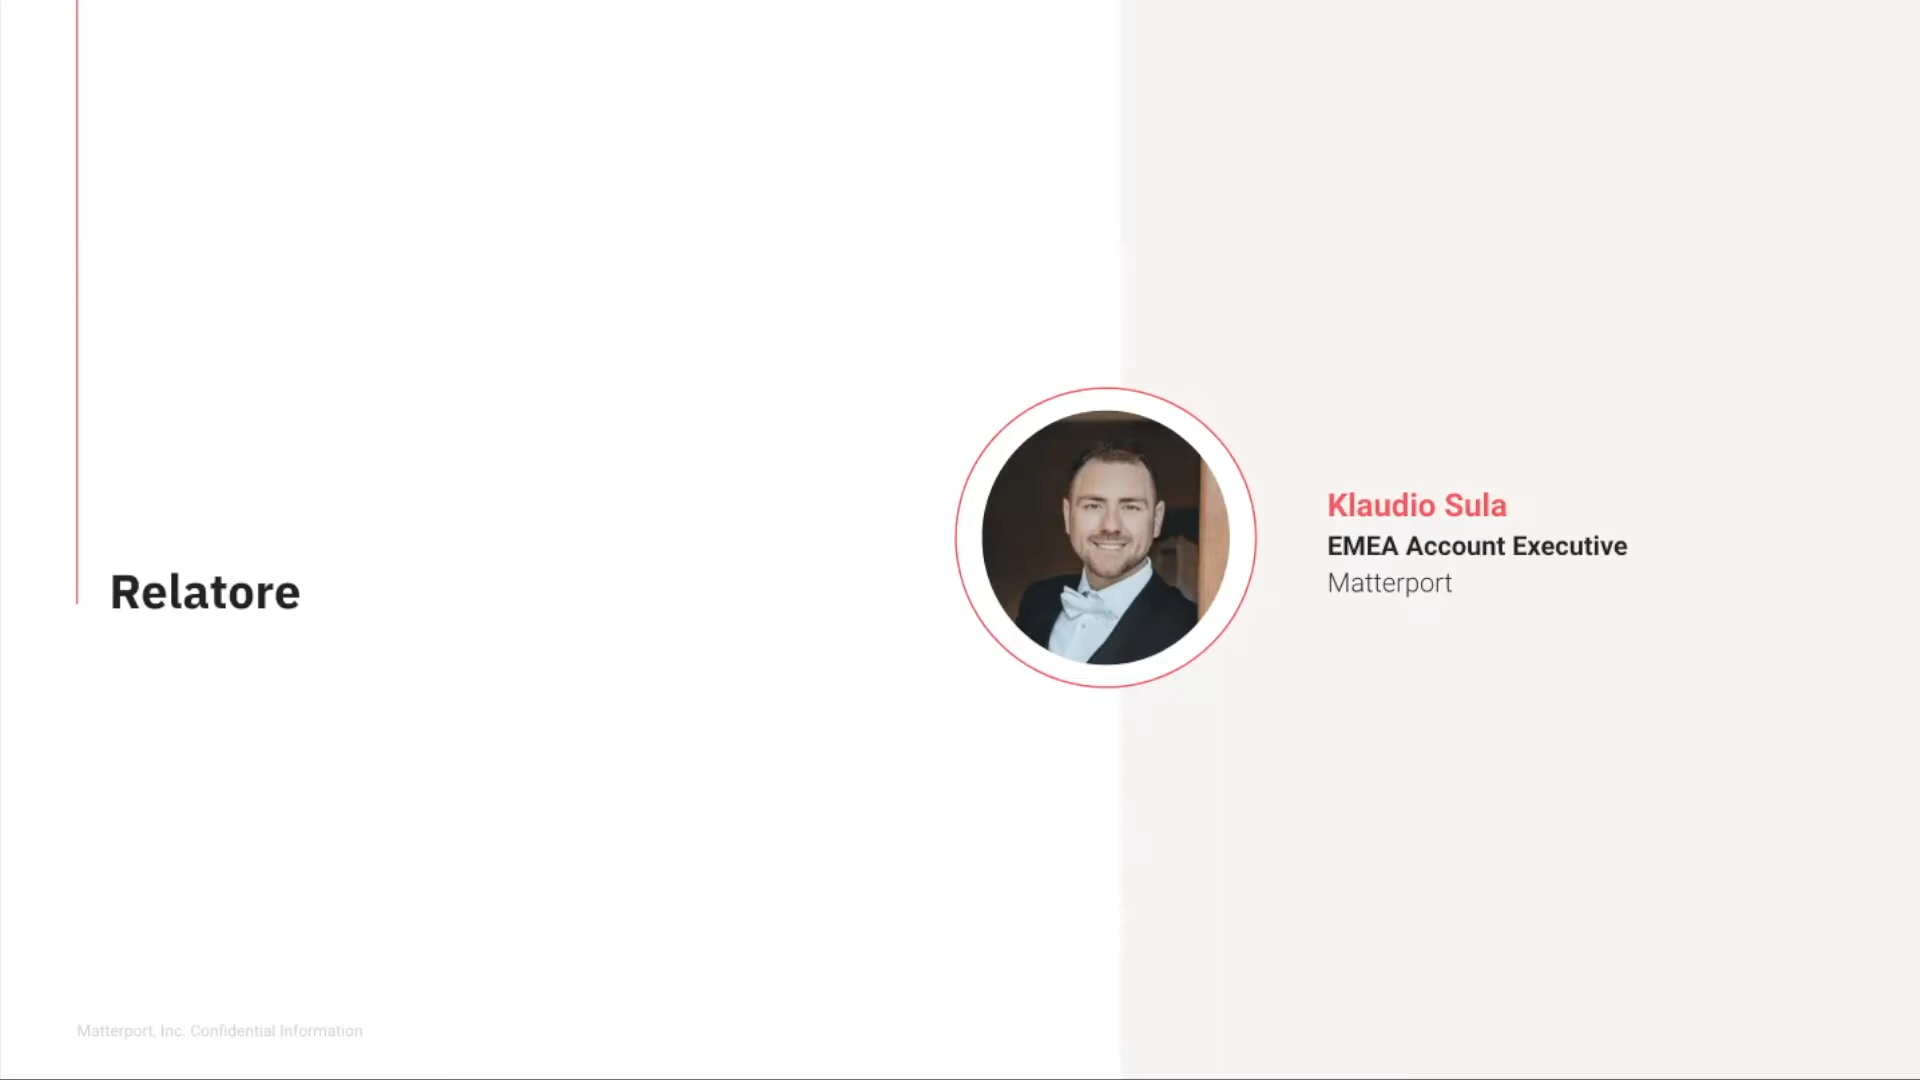 Relatore
Klaudio Sula
EMEA Account Executive
Matterport
Matterport, Inc. Confidential Information